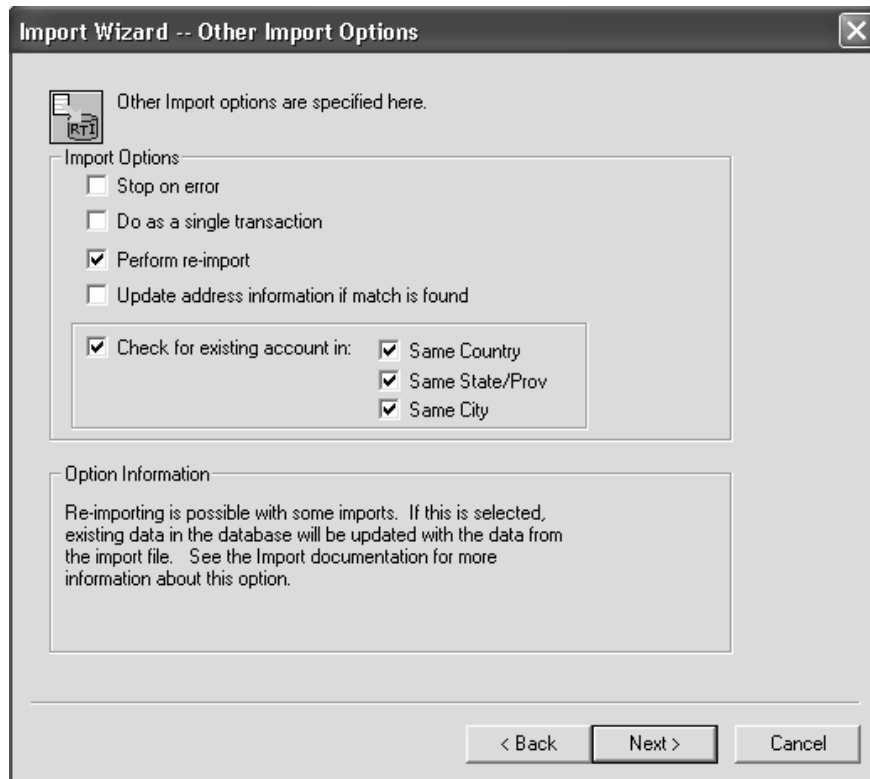 Import Wizard -- Other Import Options
Other Import options are specified here.
RTI
Import Options
Stop on error
Do as a single transaction
Perform re-import
Update address information if match is found
Check for existing account in:
Same Country
Same State/Prov
Same City
Option Information
Re-importing is possible with some imports.  If this is selected,
existing data in the database will be updated with the data from
the import file.   See the Import documentation for more
information about this option.
< Back
Next >
Cancel